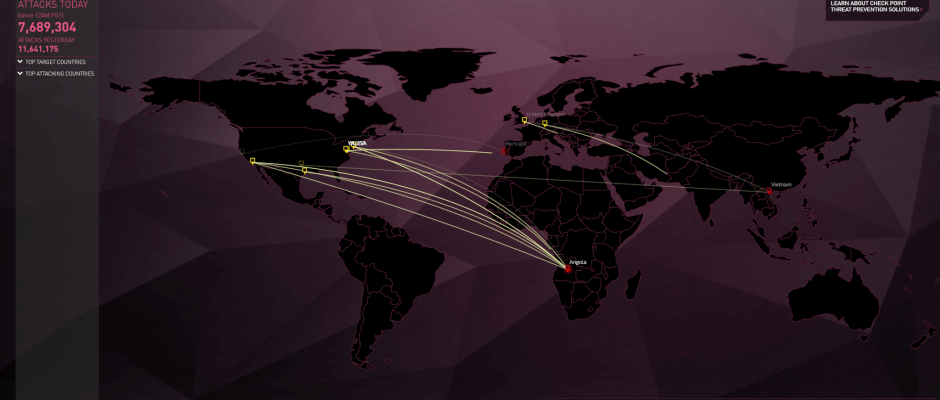 ATTACKS TODAY
(since 12AM PST)
7,689,304
ATTACKS YESTERDAY
11,641,175
TOP TARGET COUNTRIES
TOP ATTACKING COUNTRIES
LEARN ABOUT CHECK POINT
THREAT PREVENTION SOLUTIONS ›
Portugal
Vietnam
Angola